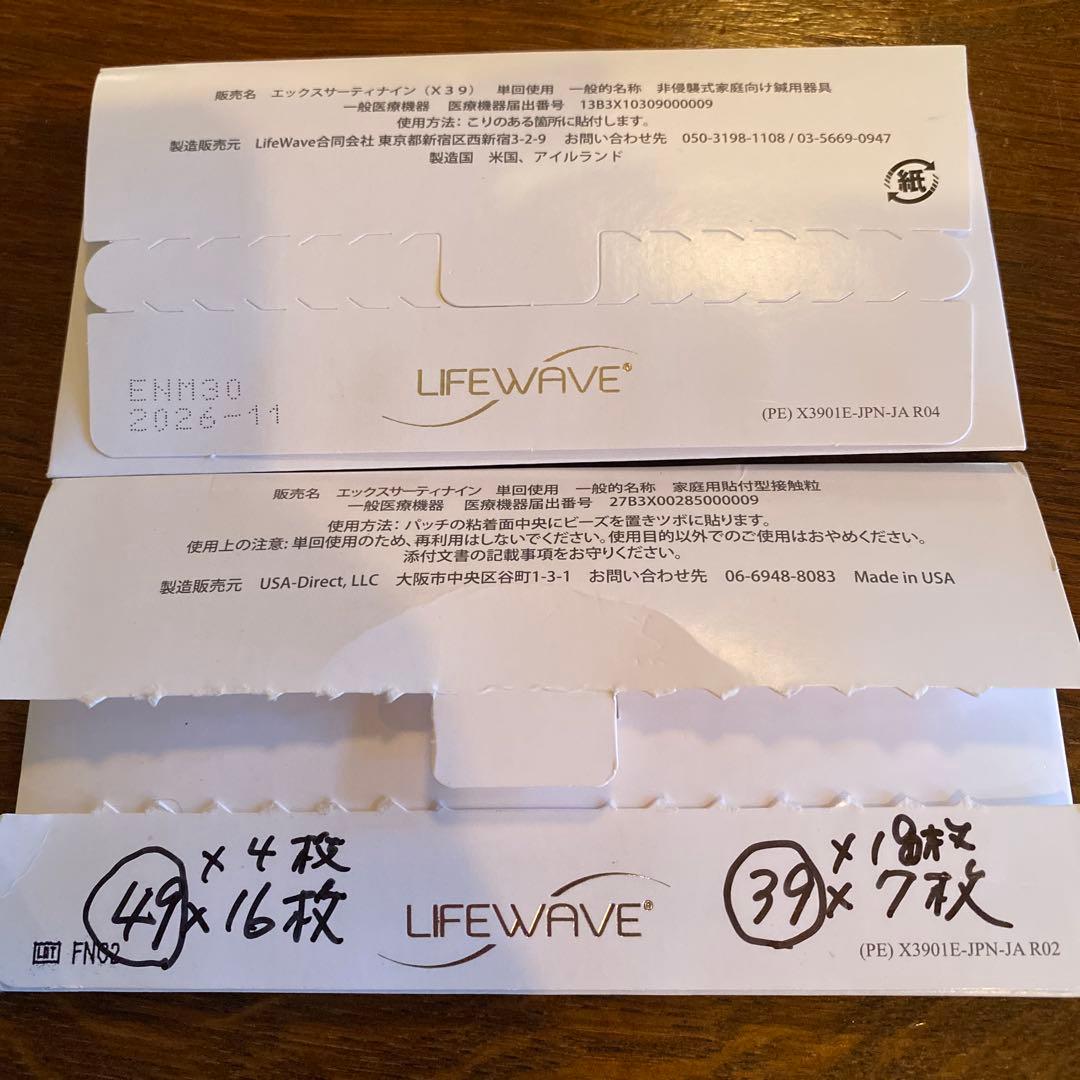 販売名 エックスサーティナイン（X39） 単回使用 一般的名称 非侵襲式家庭向け鍼用器具
一般医療機器 医療機器届出番号 13B3X10309000009
使用方法：こりのある箇所に貼付します。
製造販売元 LifeWave合同会社 東京都新宿区西新宿3-2-9 お問い合わせ先 050-3198-1108 / 03-5669-0947
製造国 米国、アイルランド
紙
LIFEWAVE®
ENM30
2026-11
(PE) X3901E-JPN-JA R04
販売名 エックスサーティナイン 単回使用 一般的名称 家庭用貼付型接触粒
一般医療機器 医療機器届出番号 27B3X00285000009
使用方法：パッチの粘着面中央にビーズを置きツボに貼ります。
使用上の注意：単回使用のため、再利用はしないでください。使用目的以外でのご使用はおやめください。
添付文書の記載事項をお守りください。
製造販売元 USA-Direct, LLC 大阪市中央区谷町1-3-1 お問い合わせ先 06-6948-8083 Made in USA
x 4枚
49 x 16枚
x 18枚
39 x 7枚
LIFEWAVE®
LOT
(PE) X3901E-JPN-JA R02